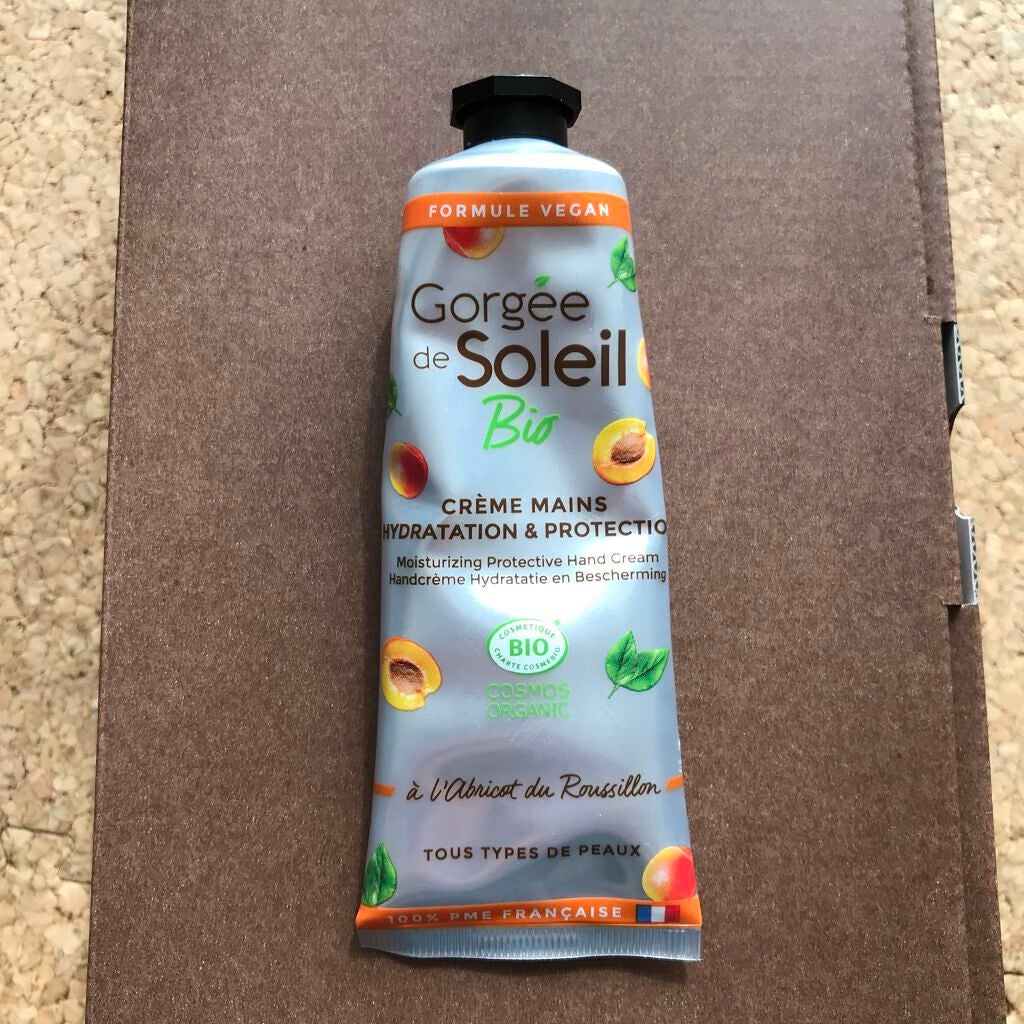 FORMULE VEGAN
Gorgée
de Soleil
Bio
CRÈME MAINS
HYDRATATION & PROTECTIO
Moisturizing Protective Hand Cream
Handcrème Hydratatie en Bescherming
COSMETIQUE
BIO
CHARTE COSMEBIO
COSMOS
ORGANIC
à l'Abricot du Roussillon
TOUS TYPES DE PEAUX
100% PME FRANÇAISE